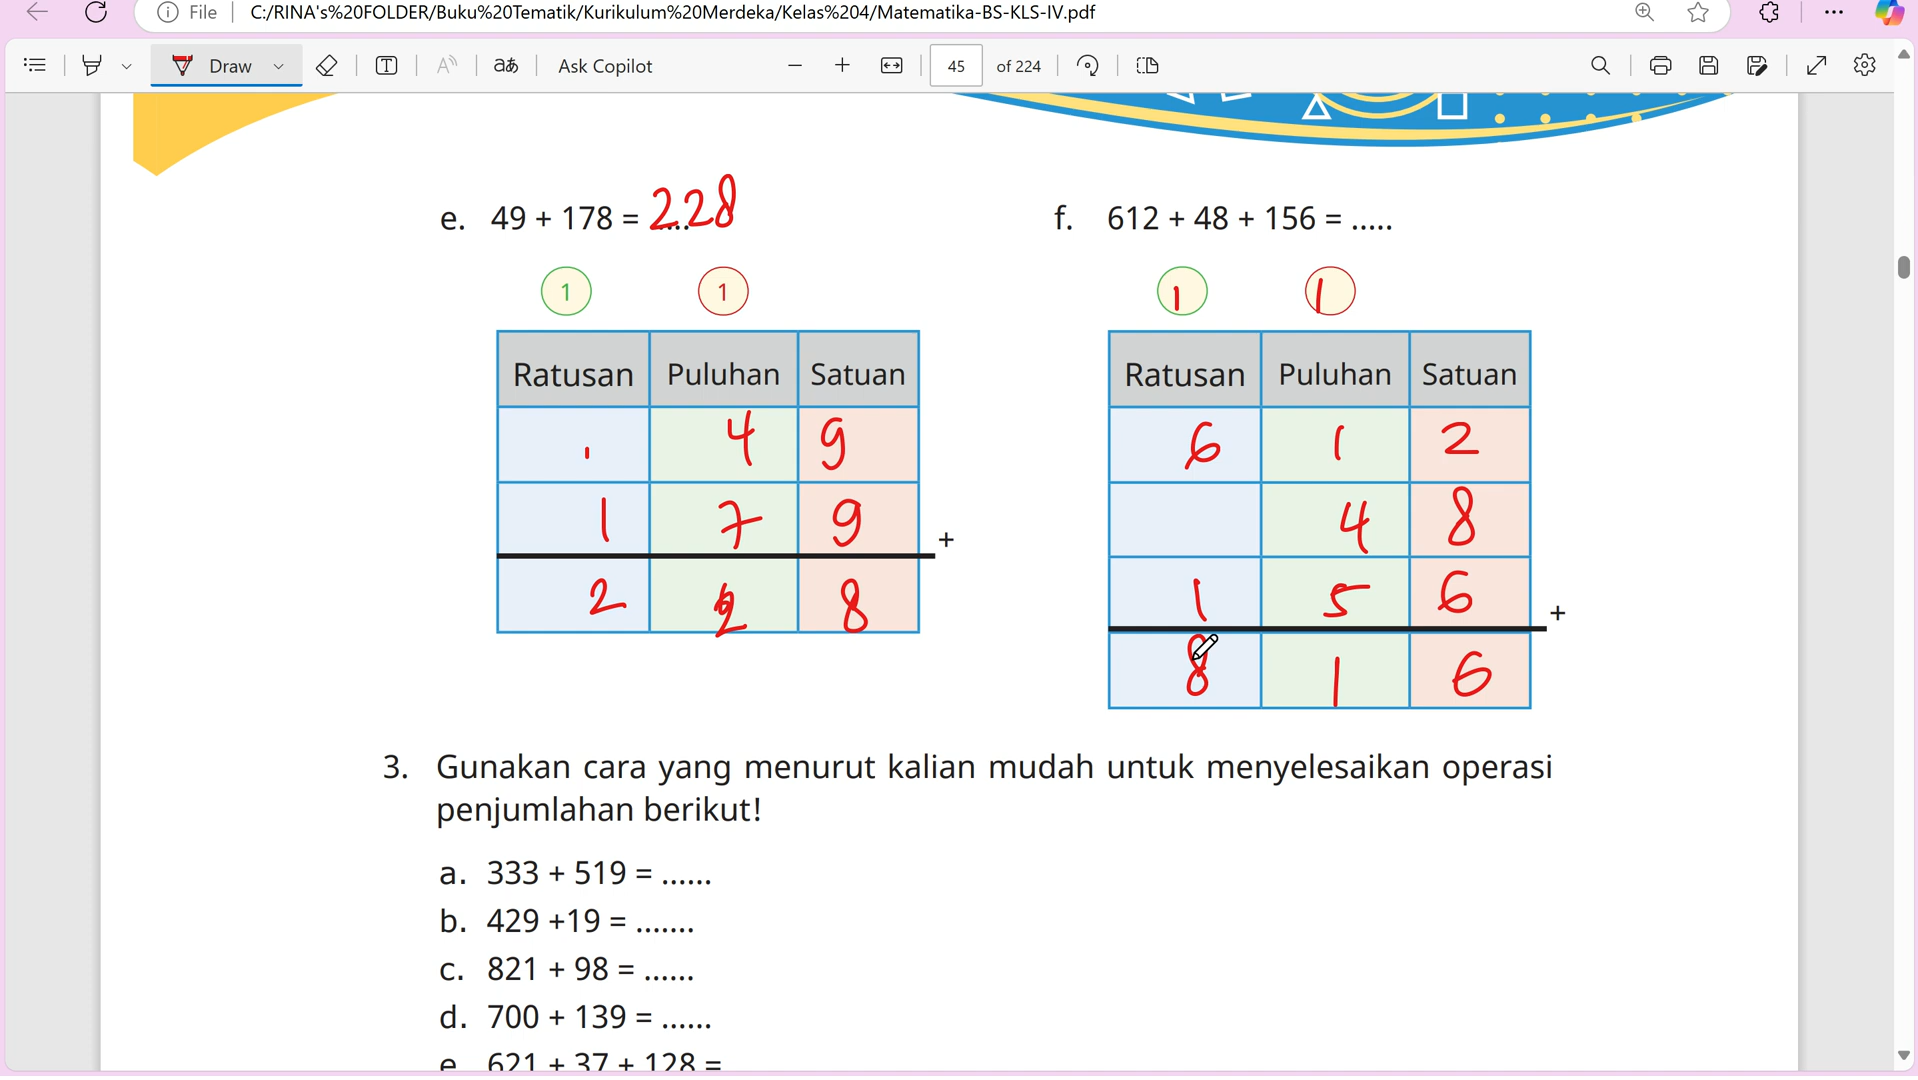 File C:/RINA's%20FOLDER/Buku%20Tematik/Kurikulum%20Merdeka/Kelas%204/Matematika-BS-KLS-IV.pdf
Draw T A aあ Ask Copilot 45 of 224
e. 49 + 178 = ..... 228
1 1
Ratusan Puluhan Satuan
4 9
1 7 9
+
2 2 8
f. 612 + 48 + 156 = .....
1 1
Ratusan Puluhan Satuan
6 1 2
4 8
1 5 6
+
8 1 6
3. Gunakan cara yang menurut kalian mudah untuk menyelesaikan operasi
penjumlahan berikut!
a. 333 + 519 = ......
b. 429 +19 = .......
c. 821 + 98 = ......
d. 700 + 139 = ......
e 621 + 37 + 128 =